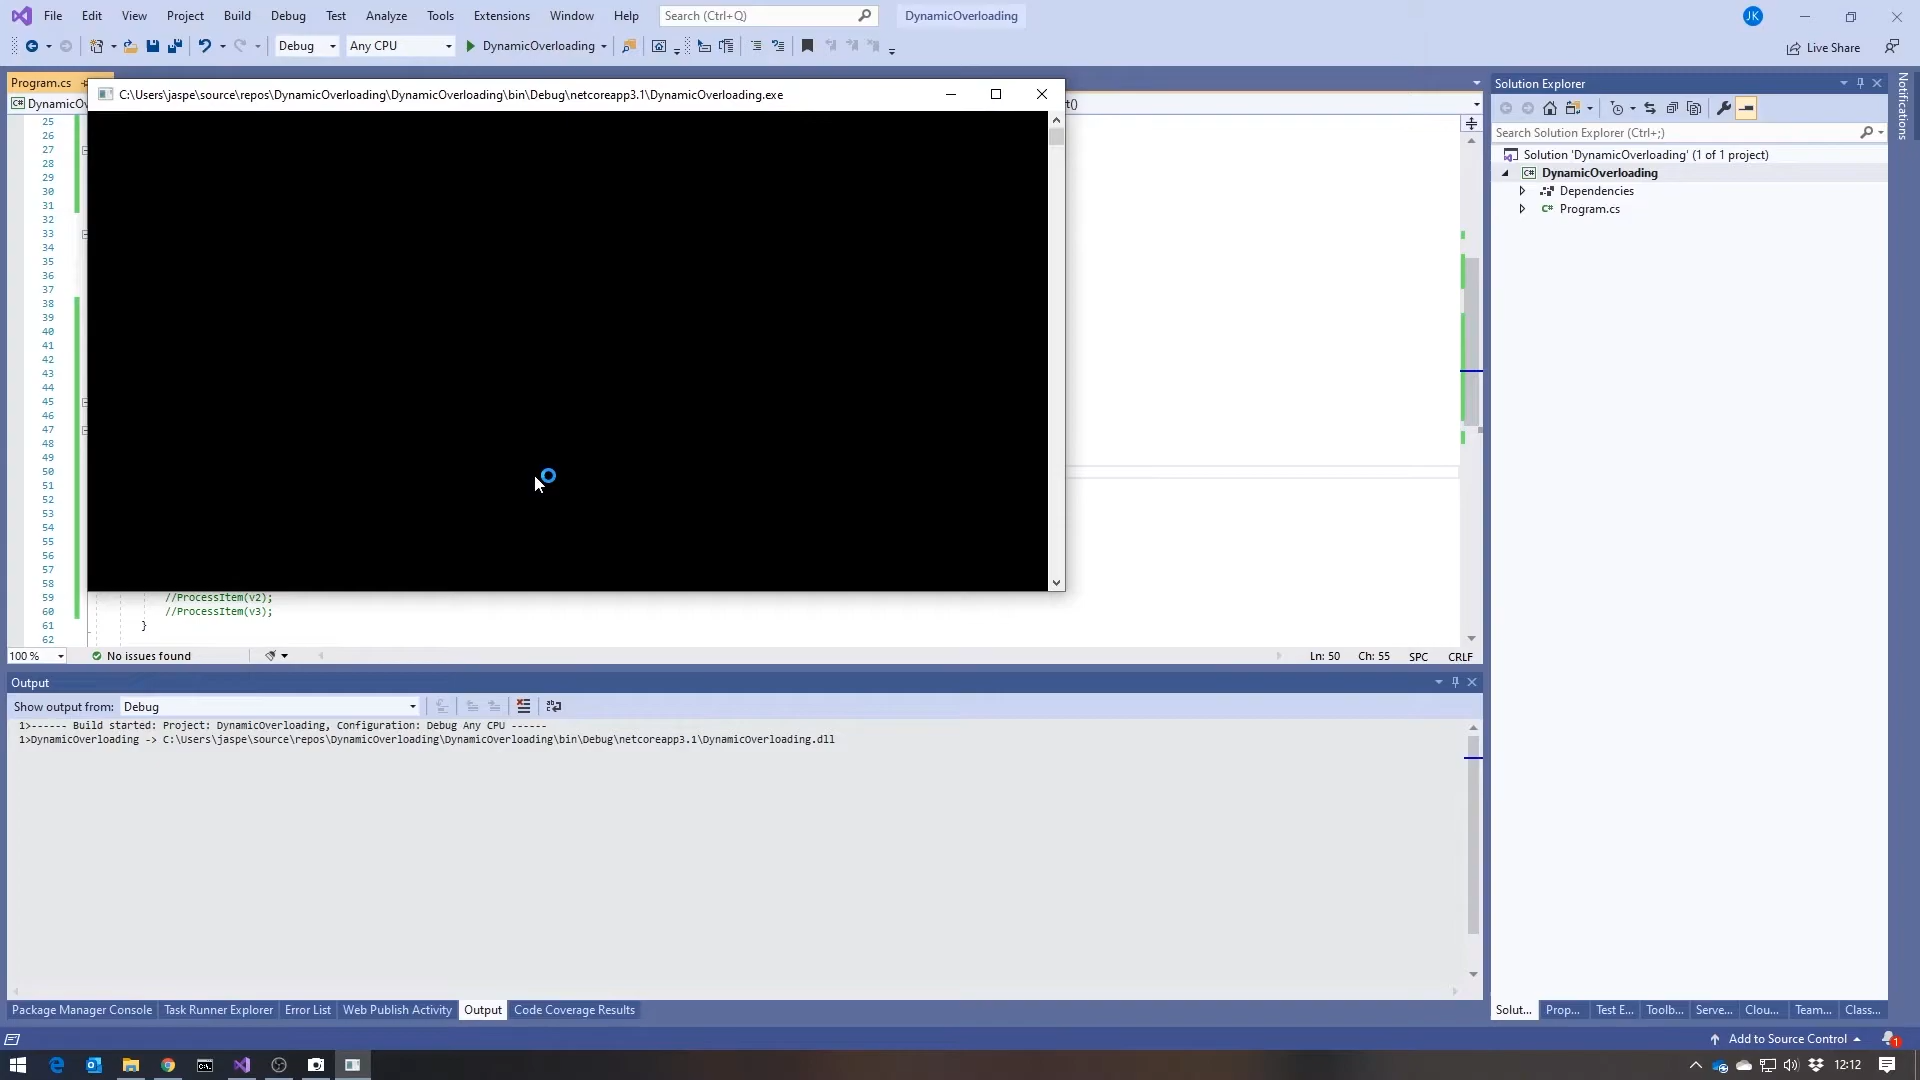 File Edit View Project Build Debug Test Analyze Tools Extensions Window Help Search (Ctrl+Q) DynamicOverloading JK
Debug Any CPU DynamicOverloading Live Share
Program.cs
C:\Users\jaspe\source\repos\DynamicOverloading\DynamicOverloading\bin\Debug\netcoreapp3.1\DynamicOverloading.exe
Solution Explorer
Notifications
Search Solution Explorer (Ctrl+;)
Solution 'DynamicOverloading' (1 of 1 project)
DynamicOverloading
Dependencies
Program.cs
25
26
27
28
29
30
31
32
33
34
35
36
37
38
39
40
41
42
43
44
45
46
47
48
49
50
51
52
53
54
55
56
57
58
59 //ProcessItem(v2);
60 //ProcessItem(v3);
61 }
62
100 % No issues found Ln: 50 Ch: 55 SPC CRLF
Output
Show output from: Debug
1>------ Build started: Project: DynamicOverloading, Configuration: Debug Any CPU ------
1>DynamicOverloading -> C:\Users\jaspe\source\repos\DynamicOverloading\DynamicOverloading\bin\Debug\netcoreapp3.1\DynamicOverloading.dll
Package Manager Console Task Runner Explorer Error List Web Publish Activity Output Code Coverage Results
Solut... Prop... Test E... Toolb... Serve... Clou... Team... Class...
Add to Source Control 1
12:12